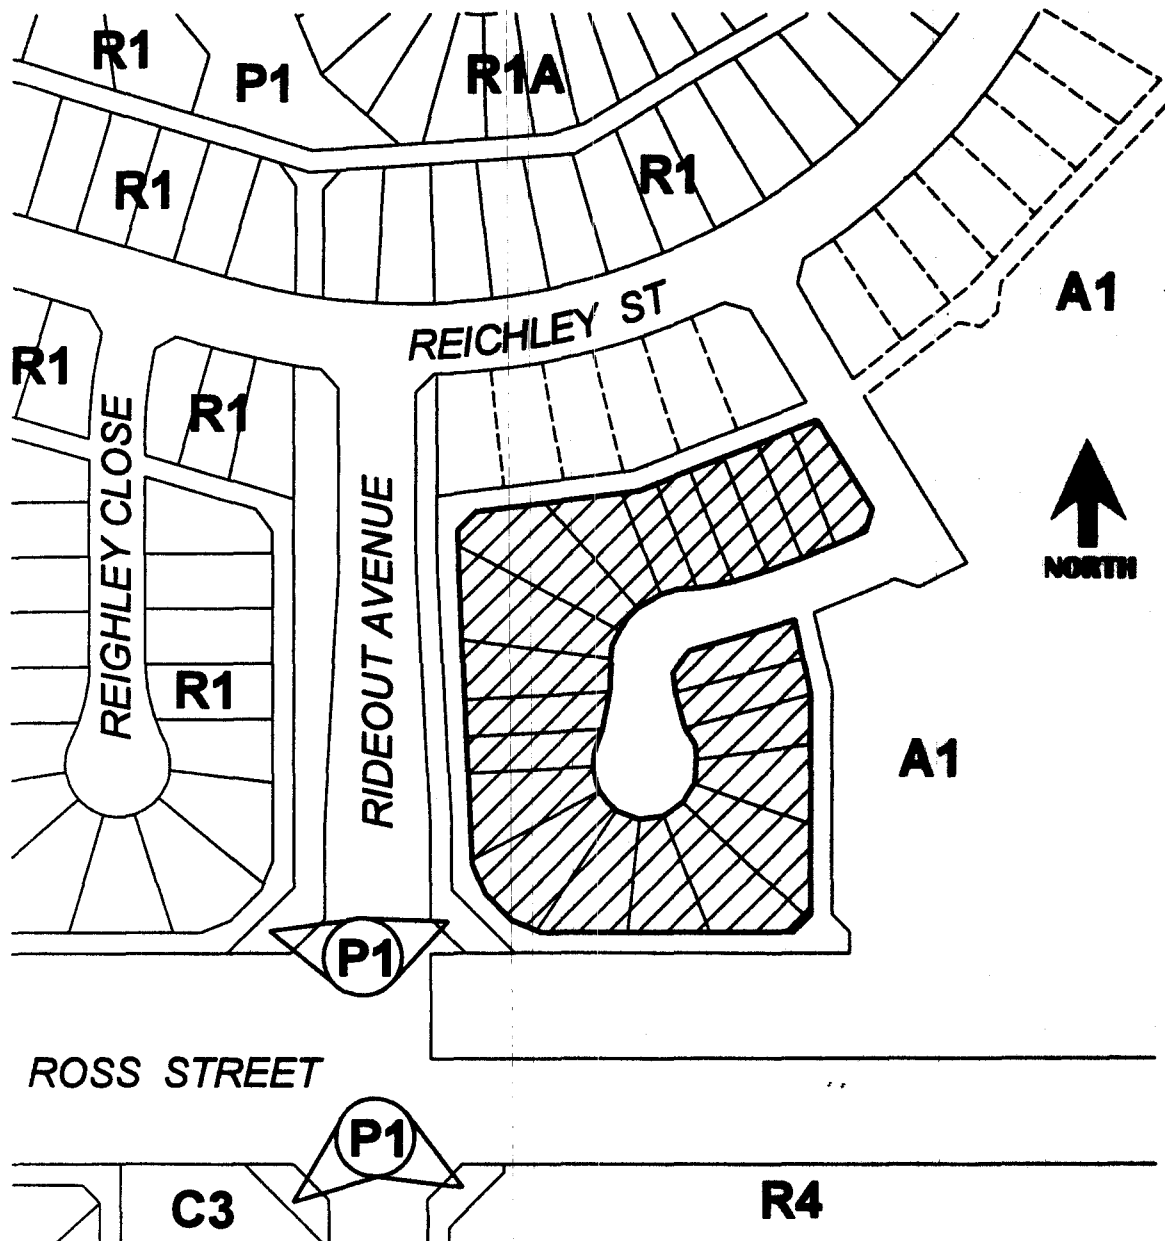 R1
P1
R1A
R1
R1
A1
REICHLEY ST
R1
R1
REIGHLEY CLOSE
RIDEOUT AVENUE
NORTH
R1
A1
P1
ROSS STREET
P1
C3
R4